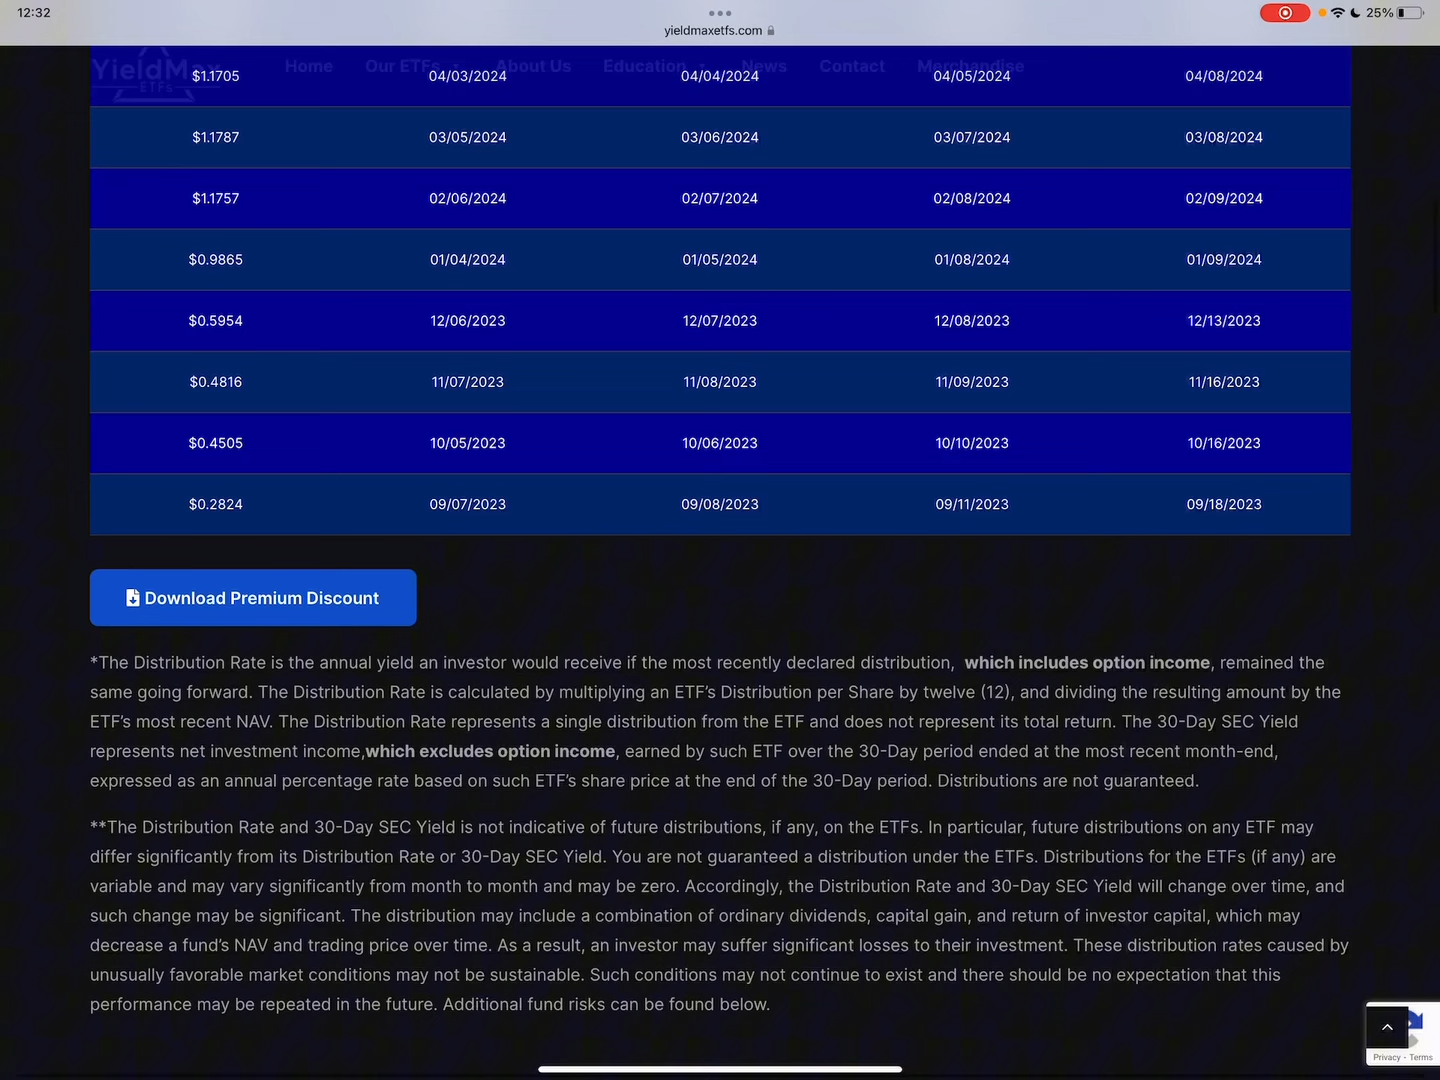 12:32
yieldmaxetfs.com
25%
YieldMax
ETFs
Home Our ETFs About Us Education News Contact Merchandise
$1.1705 04/03/2024 04/04/2024 04/05/2024 04/08/2024
$1.1787 03/05/2024 03/06/2024 03/07/2024 03/08/2024
$1.1757 02/06/2024 02/07/2024 02/08/2024 02/09/2024
$0.9865 01/04/2024 01/05/2024 01/08/2024 01/09/2024
$0.5954 12/06/2023 12/07/2023 12/08/2023 12/13/2023
$0.4816 11/07/2023 11/08/2023 11/09/2023 11/16/2023
$0.4505 10/05/2023 10/06/2023 10/10/2023 10/16/2023
$0.2824 09/07/2023 09/08/2023 09/11/2023 09/18/2023
Download Premium Discount
*The Distribution Rate is the annual yield an investor would receive if the most recently declared distribution, which includes option income, remained the
same going forward. The Distribution Rate is calculated by multiplying an ETF’s Distribution per Share by twelve (12), and dividing the resulting amount by the
ETF’s most recent NAV. The Distribution Rate represents a single distribution from the ETF and does not represent its total return. The 30-Day SEC Yield
represents net investment income,which excludes option income, earned by such ETF over the 30-Day period ended at the most recent month-end,
expressed as an annual percentage rate based on such ETF’s share price at the end of the 30-Day period. Distributions are not guaranteed.
**The Distribution Rate and 30-Day SEC Yield is not indicative of future distributions, if any, on the ETFs. In particular, future distributions on any ETF may
differ significantly from its Distribution Rate or 30-Day SEC Yield. You are not guaranteed a distribution under the ETFs. Distributions for the ETFs (if any) are
variable and may vary significantly from month to month and may be zero. Accordingly, the Distribution Rate and 30-Day SEC Yield will change over time, and
such change may be significant. The distribution may include a combination of ordinary dividends, capital gain, and return of investor capital, which may
decrease a fund’s NAV and trading price over time. As a result, an investor may suffer significant losses to their investment. These distribution rates caused by
unusually favorable market conditions may not be sustainable. Such conditions may not continue to exist and there should be no expectation that this
performance may be repeated in the future. Additional fund risks can be found below.
Privacy - Terms